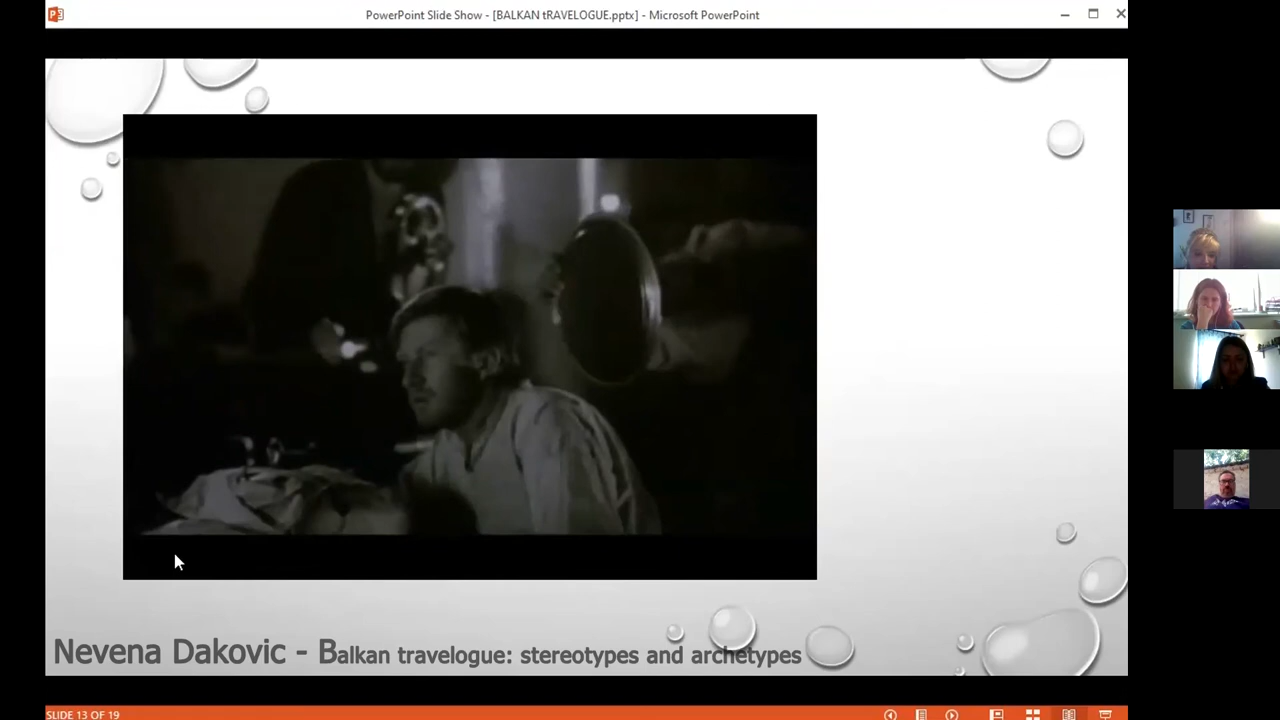 PowerPoint Slide Show - [BALKAN tRAVELOGUE.pptx] - Microsoft PowerPoint
Nevena Dakovic - Balkan travelogue: stereotypes and archetypes
SLIDE 13 OF 19